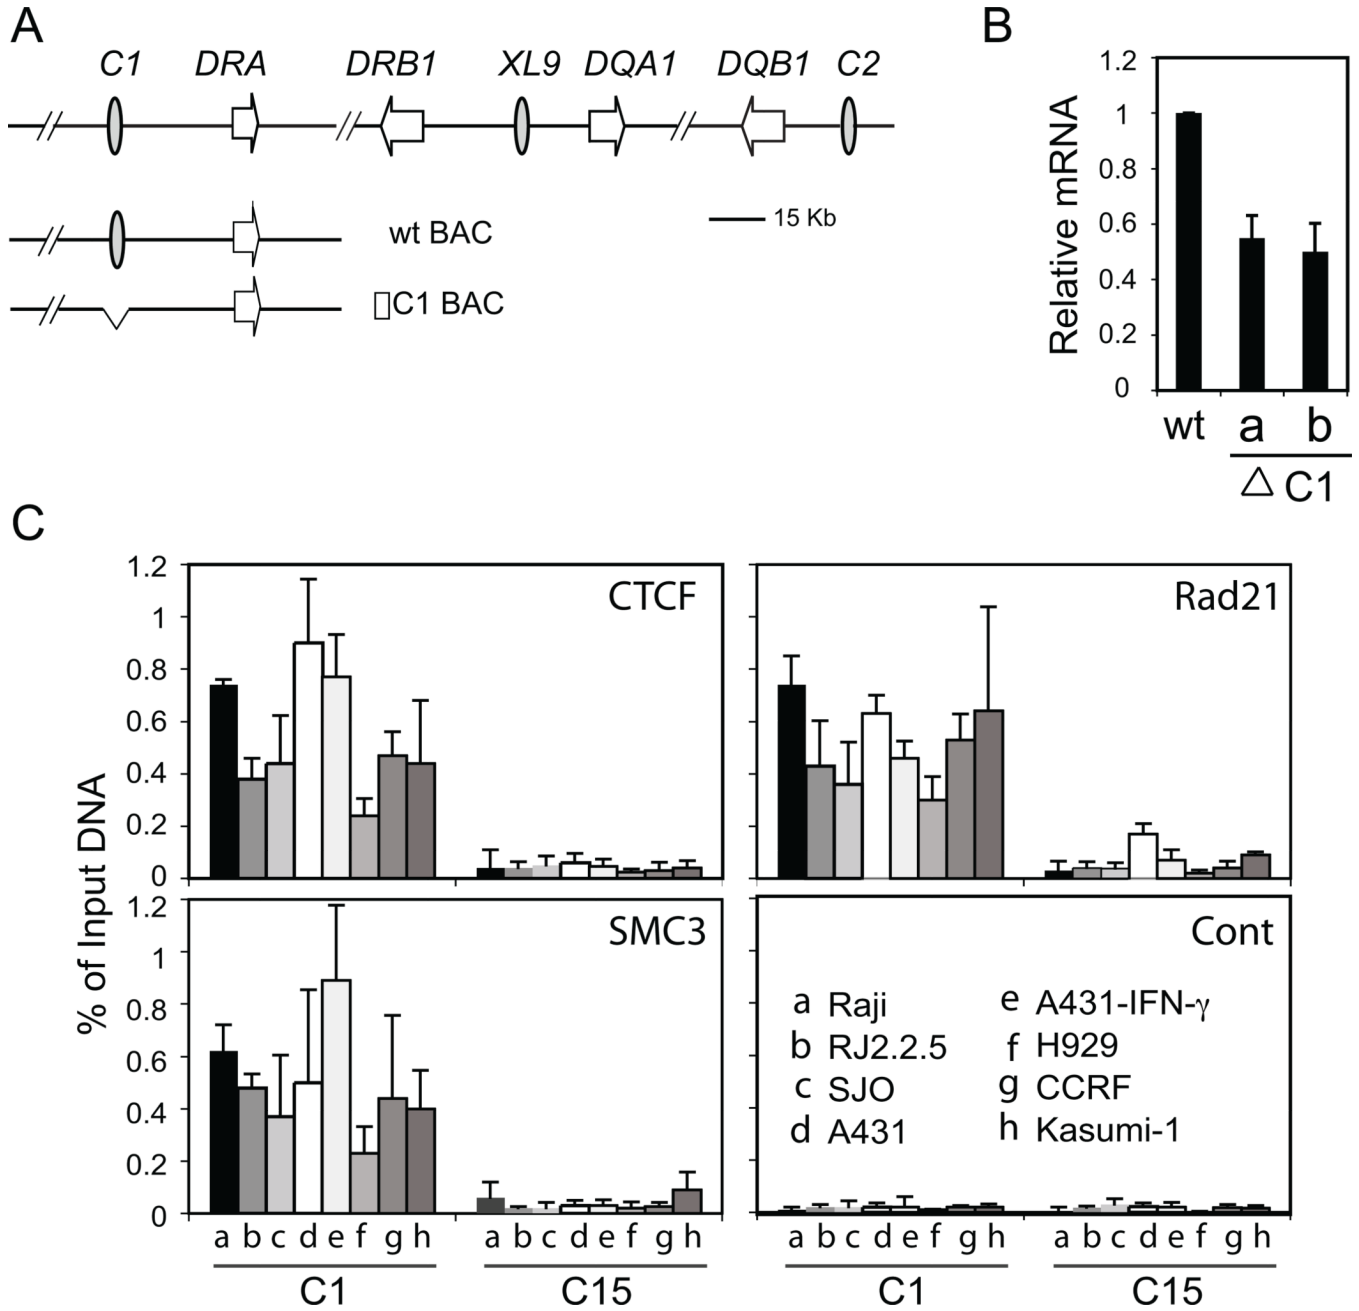 A
C1 DRA DRB1 XL9 DQA1 DQB1 C2
wt BAC
15 Kb
▯C1 BAC
B
Relative mRNA
1.2
1
0.8
0.6
0.4
0.2
0
wt a b
△ C1
C
% of Input DNA
1.2
1
0.8
0.6
0.4
0.2
0
CTCF
Rad21
1.2
1
0.8
0.6
0.4
0.2
0
SMC3
Cont
a Raji
b RJ2.2.5
c SJO
d A431
e A431-IFN-γ
f H929
g CCRF
h Kasumi-1
a b c d e f g h a b c d e f g h
C1 C15
a b c d e f g h a b c d e f g h
C1 C15